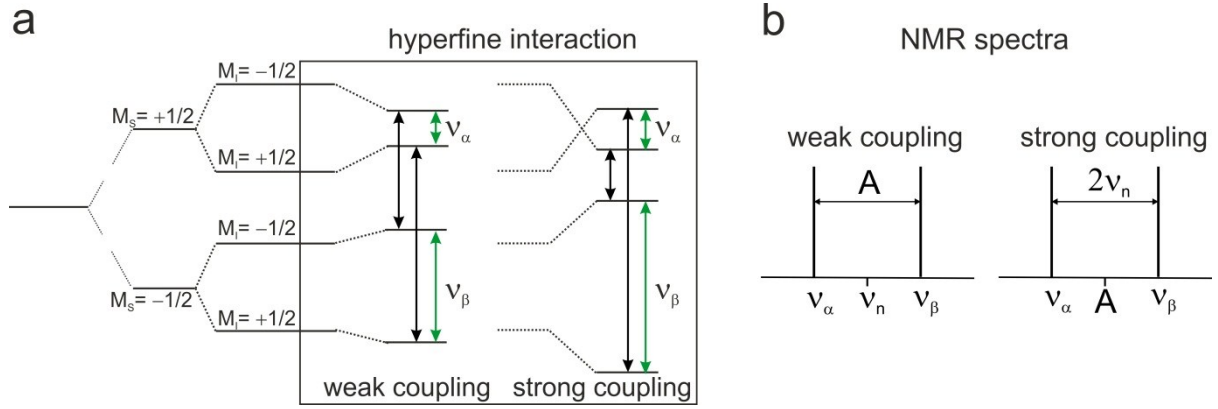 a
hyperfine interaction
M_I = −1/2
M_S = +1/2
M_I = +1/2
M_I = −1/2
M_S = −1/2
M_I = +1/2
ν_α
ν_β
ν_α
ν_β
weak coupling
strong coupling
b
NMR spectra
weak coupling
A
ν_α
ν_n
ν_β
strong coupling
2ν_n
ν_α
A
ν_β